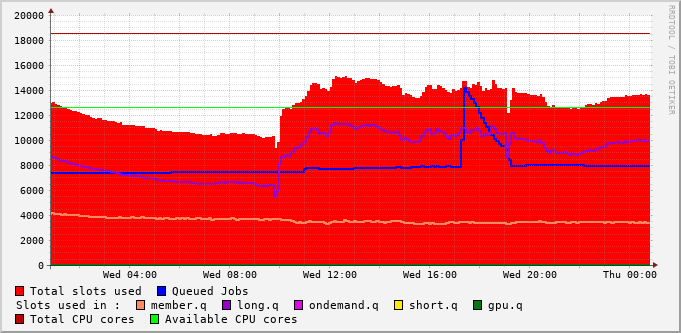 RRDTOOL / TOBI OETIKER
20000
18000
16000
14000
12000
10000
8000
6000
4000
2000
0
Wed 04:00 Wed 08:00 Wed 12:00 Wed 16:00 Wed 20:00 Thu 00:00
Total slots used Queued Jobs
Slots used in : member.q long.q ondemand.q short.q gpu.q
Total CPU cores Available CPU cores